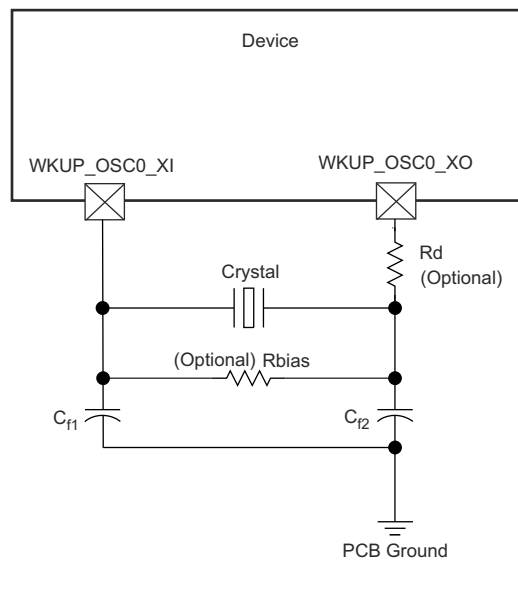 Device
WKUP_OSC0_XI
WKUP_OSC0_XO
Rd
(Optional)
Crystal
(Optional) Rbias
Cf1
Cf2
PCB Ground